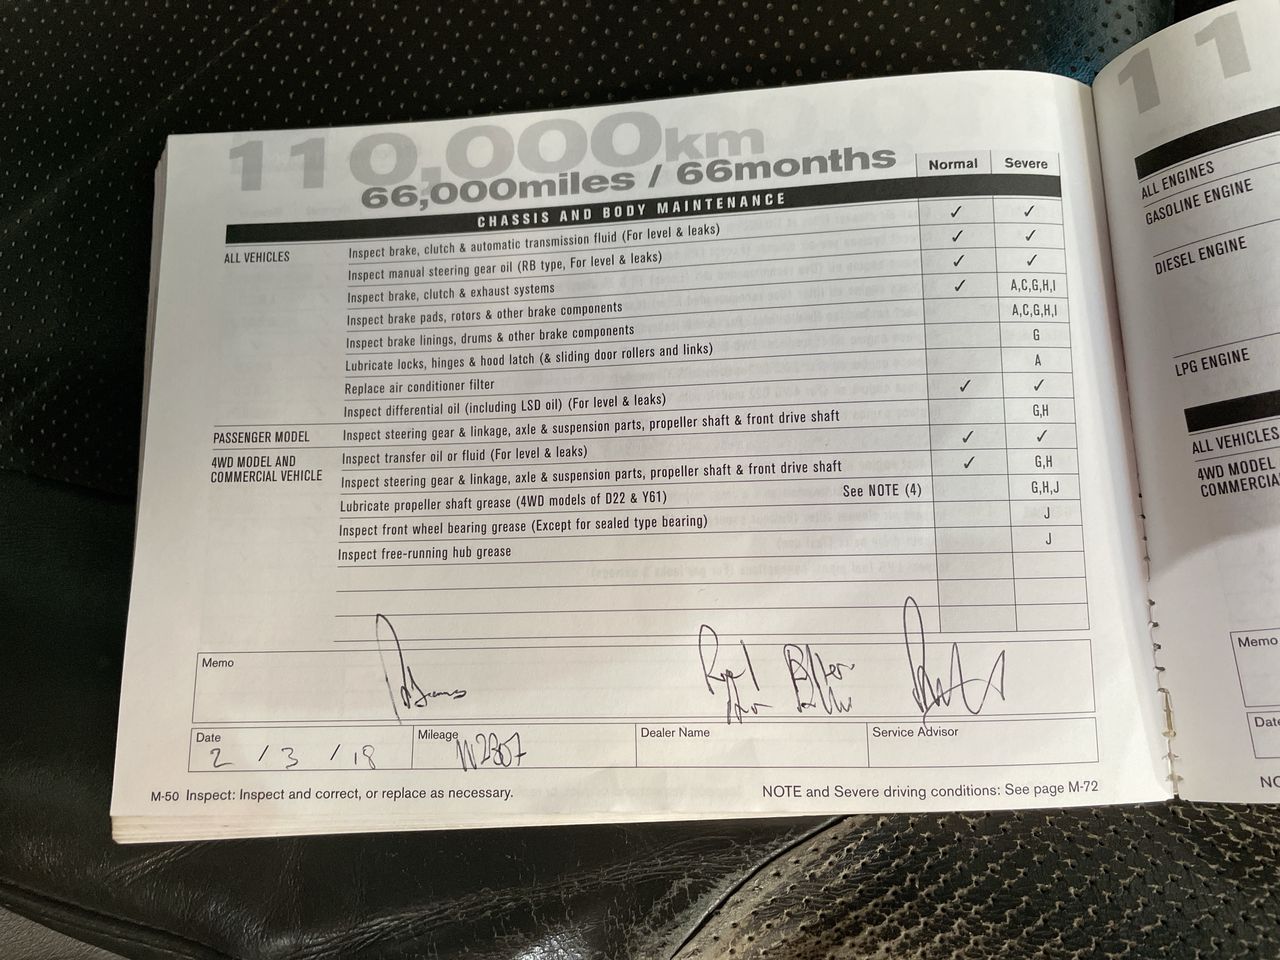 110,000km
66,000miles / 66months
Normal Severe
CHASSIS AND BODY MAINTENANCE
ALL VEHICLES Inspect brake, clutch & automatic transmission fluid (For level & leaks) ✓ ✓
Inspect manual steering gear oil (RB type, For level & leaks) ✓ ✓
Inspect brake, clutch & exhaust systems ✓ ✓
Inspect brake pads, rotors & other brake components ✓ A,C,G,H,I
Inspect brake linings, drums & other brake components A,C,G,H,I
Lubricate locks, hinges & hood latch (& sliding door rollers and links) G
Replace air conditioner filter A
Inspect differential oil (including LSD oil) (For level & leaks) ✓ ✓
PASSENGER MODEL Inspect steering gear & linkage, axle & suspension parts, propeller shaft & front drive shaft G,H
4WD MODEL AND COMMERCIAL VEHICLE Inspect transfer oil or fluid (For level & leaks) ✓ ✓
Inspect steering gear & linkage, axle & suspension parts, propeller shaft & front drive shaft ✓ G,H
Lubricate propeller shaft grease (4WD models of D22 & Y61) See NOTE (4) G,H,J
Inspect front wheel bearing grease (Except for sealed type bearing) J
Inspect free-running hub grease J
Memo
Date Mileage Dealer Name Service Advisor
2 / 3 / 18
M-50 Inspect: Inspect and correct, or replace as necessary. NOTE and Severe driving conditions: See page M-72
11
ALL ENGINES
GASOLINE ENGINE
DIESEL ENGINE
LPG ENGINE
ALL VEHICLES
4WD MODEL
Memo